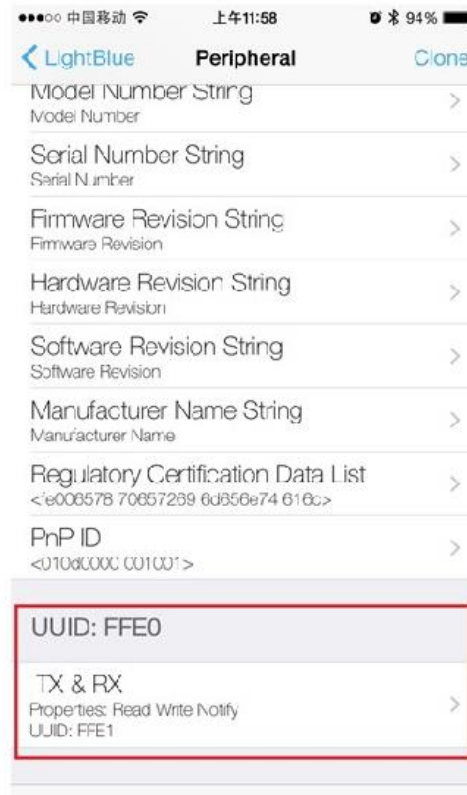 中国移动 上午11:58 94%
LightBlue Peripheral Clone
Model Number String
Model Number
Serial Number String
Serial Number
Firmware Revision String
Firmware Revision
Hardware Revision String
Hardware Revision
Software Revision String
Software Revision
Manufacturer Name String
Manufacturer Name
Regulatory Certification Data List
<fe006578 70657269 6d656e74 616c>
PnP ID
UUID: FFE0
TX & RX
Properties: Read Write Notify
UUID: FFE1